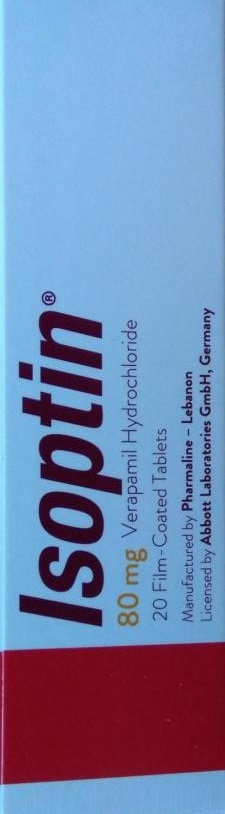 Isoptin®
80 mg Verapamil Hydrochloride
20 Film-Coated Tablets
Manufactured by Pharmaline – Lebanon
Licensed by Abbott Laboratories GmbH, Germany